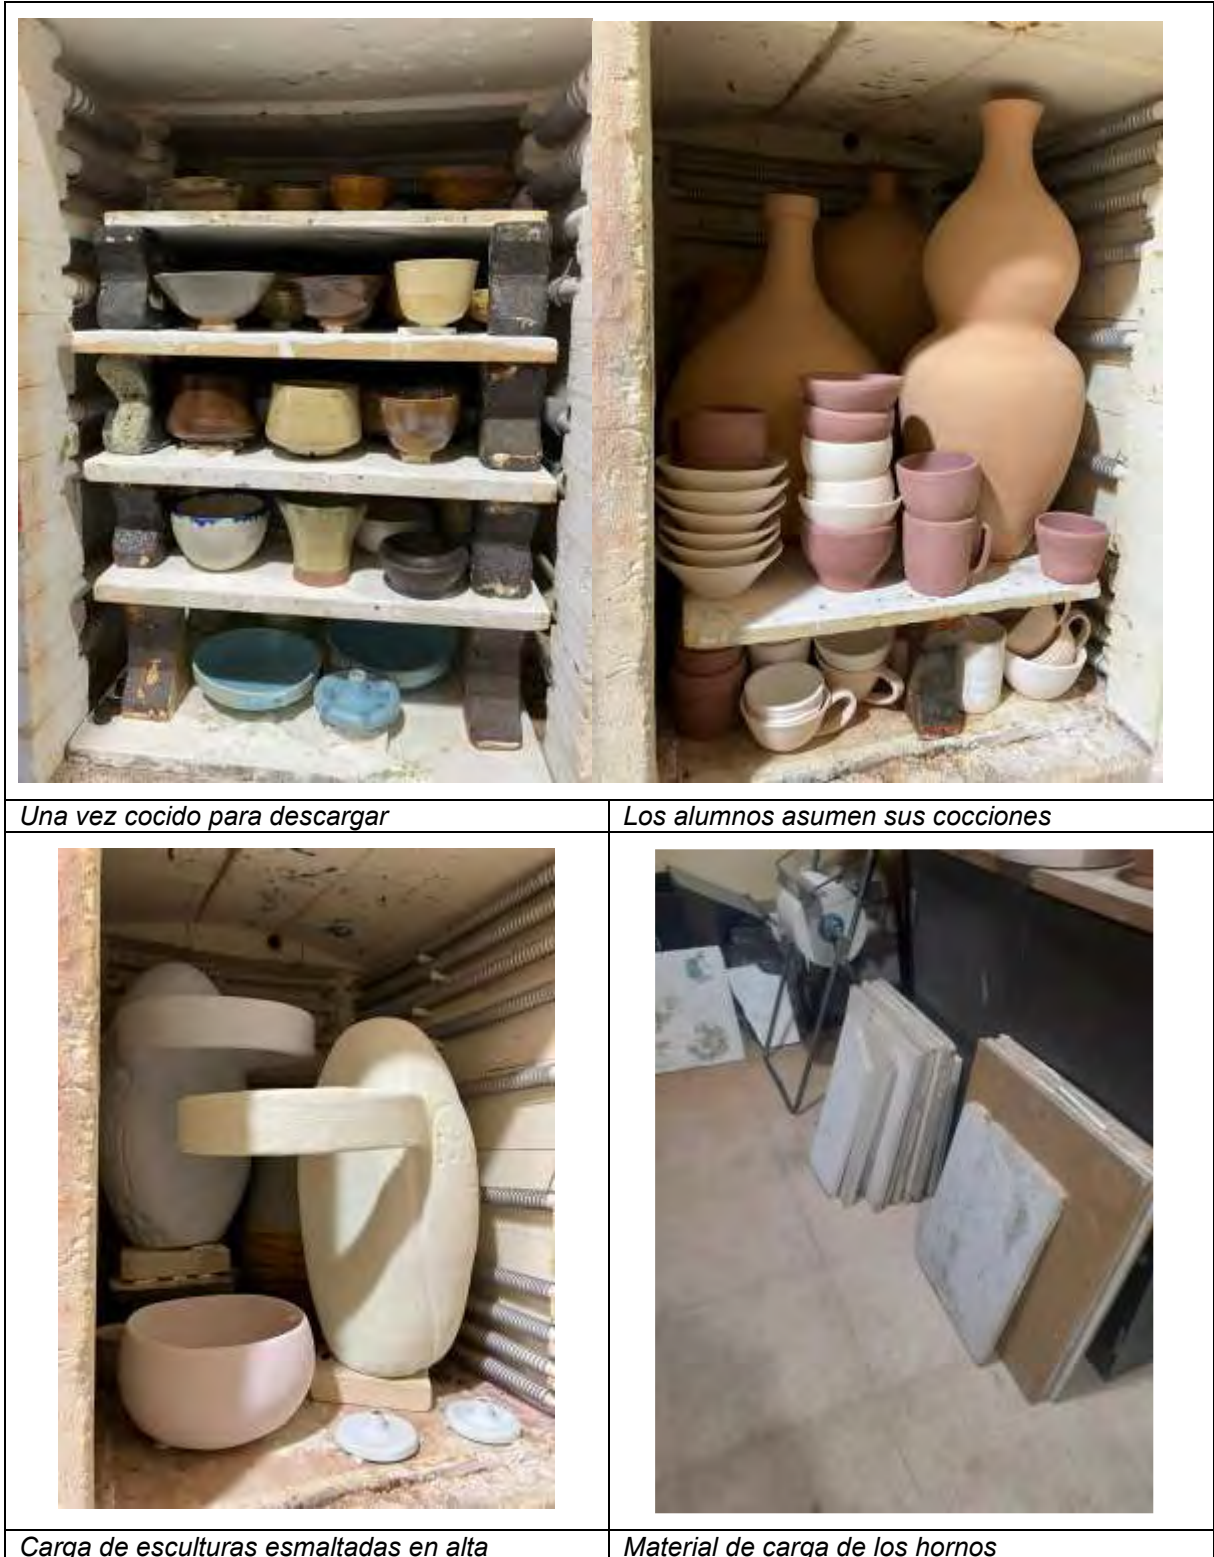 Una vez cocido para descargar
Los alumnos asumen sus cocciones
Carga de esculturas esmaltadas en alta
Material de carga de los hornos